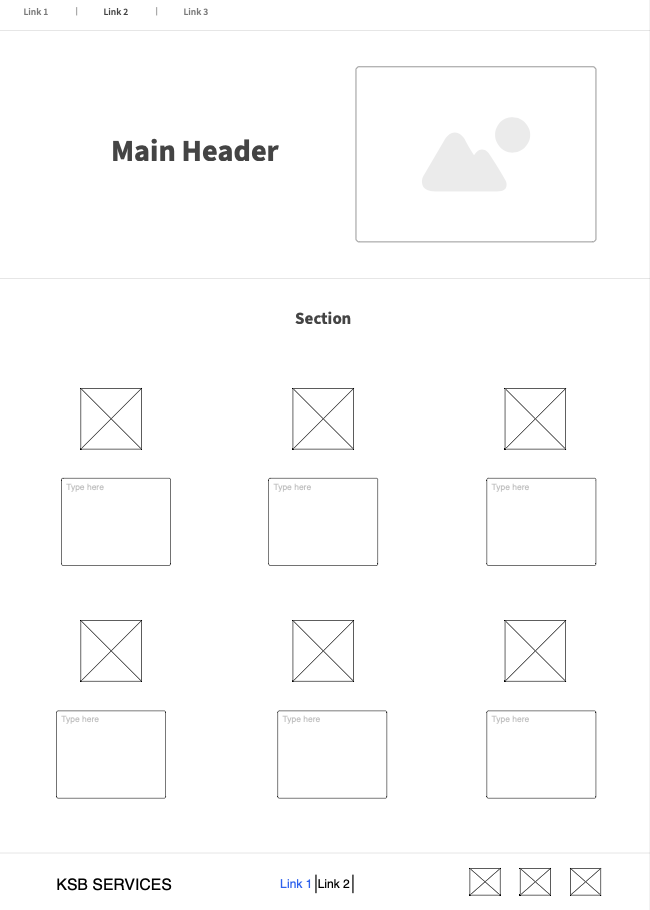 Link 1 | Link 2 | Link 3
Main Header
Section
Type here
Type here
Type here
Type here
Type here
Type here
KSB SERVICES
Link 1 | Link 2 |